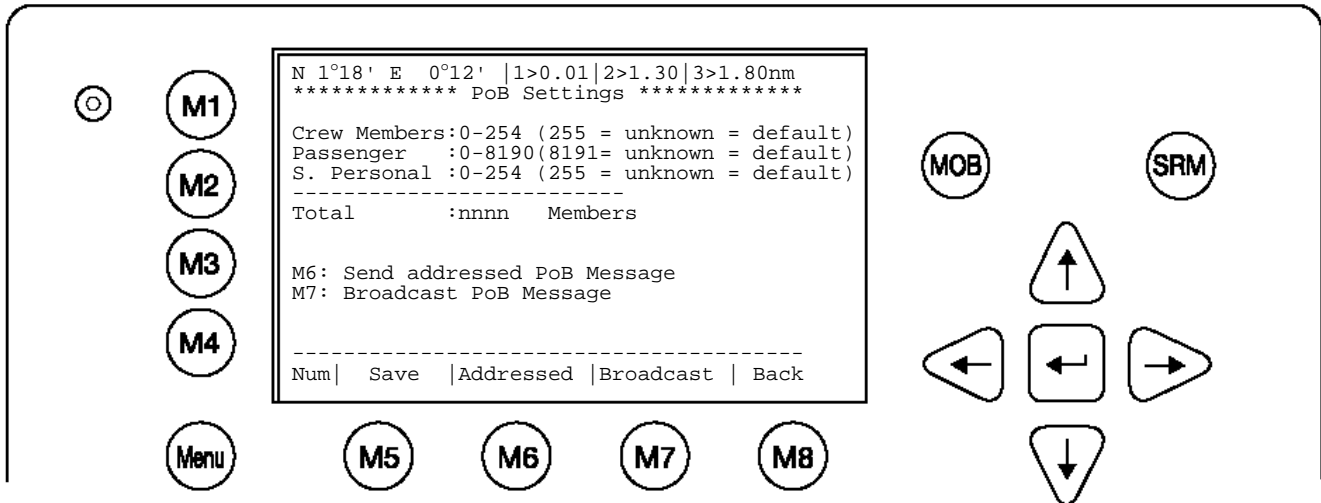 N 1°18' E  0°12' |1>0.01|2>1.30|3>1.80nm
************* PoB Settings *************
Crew Members:0-254 (255 = unknown = default)
Passenger   :0-8190(8191= unknown = default)
S. Personal :0-254 (255 = unknown = default)
--------------------------
Total       :nnnn   Members
M6: Send addressed PoB Message
M7: Broadcast PoB Message
----------------------------------------
Num|  Save  |Addressed |Broadcast | Back
M1
M2
M3
M4
Menu
M5
M6
M7
M8
MOB
SRM